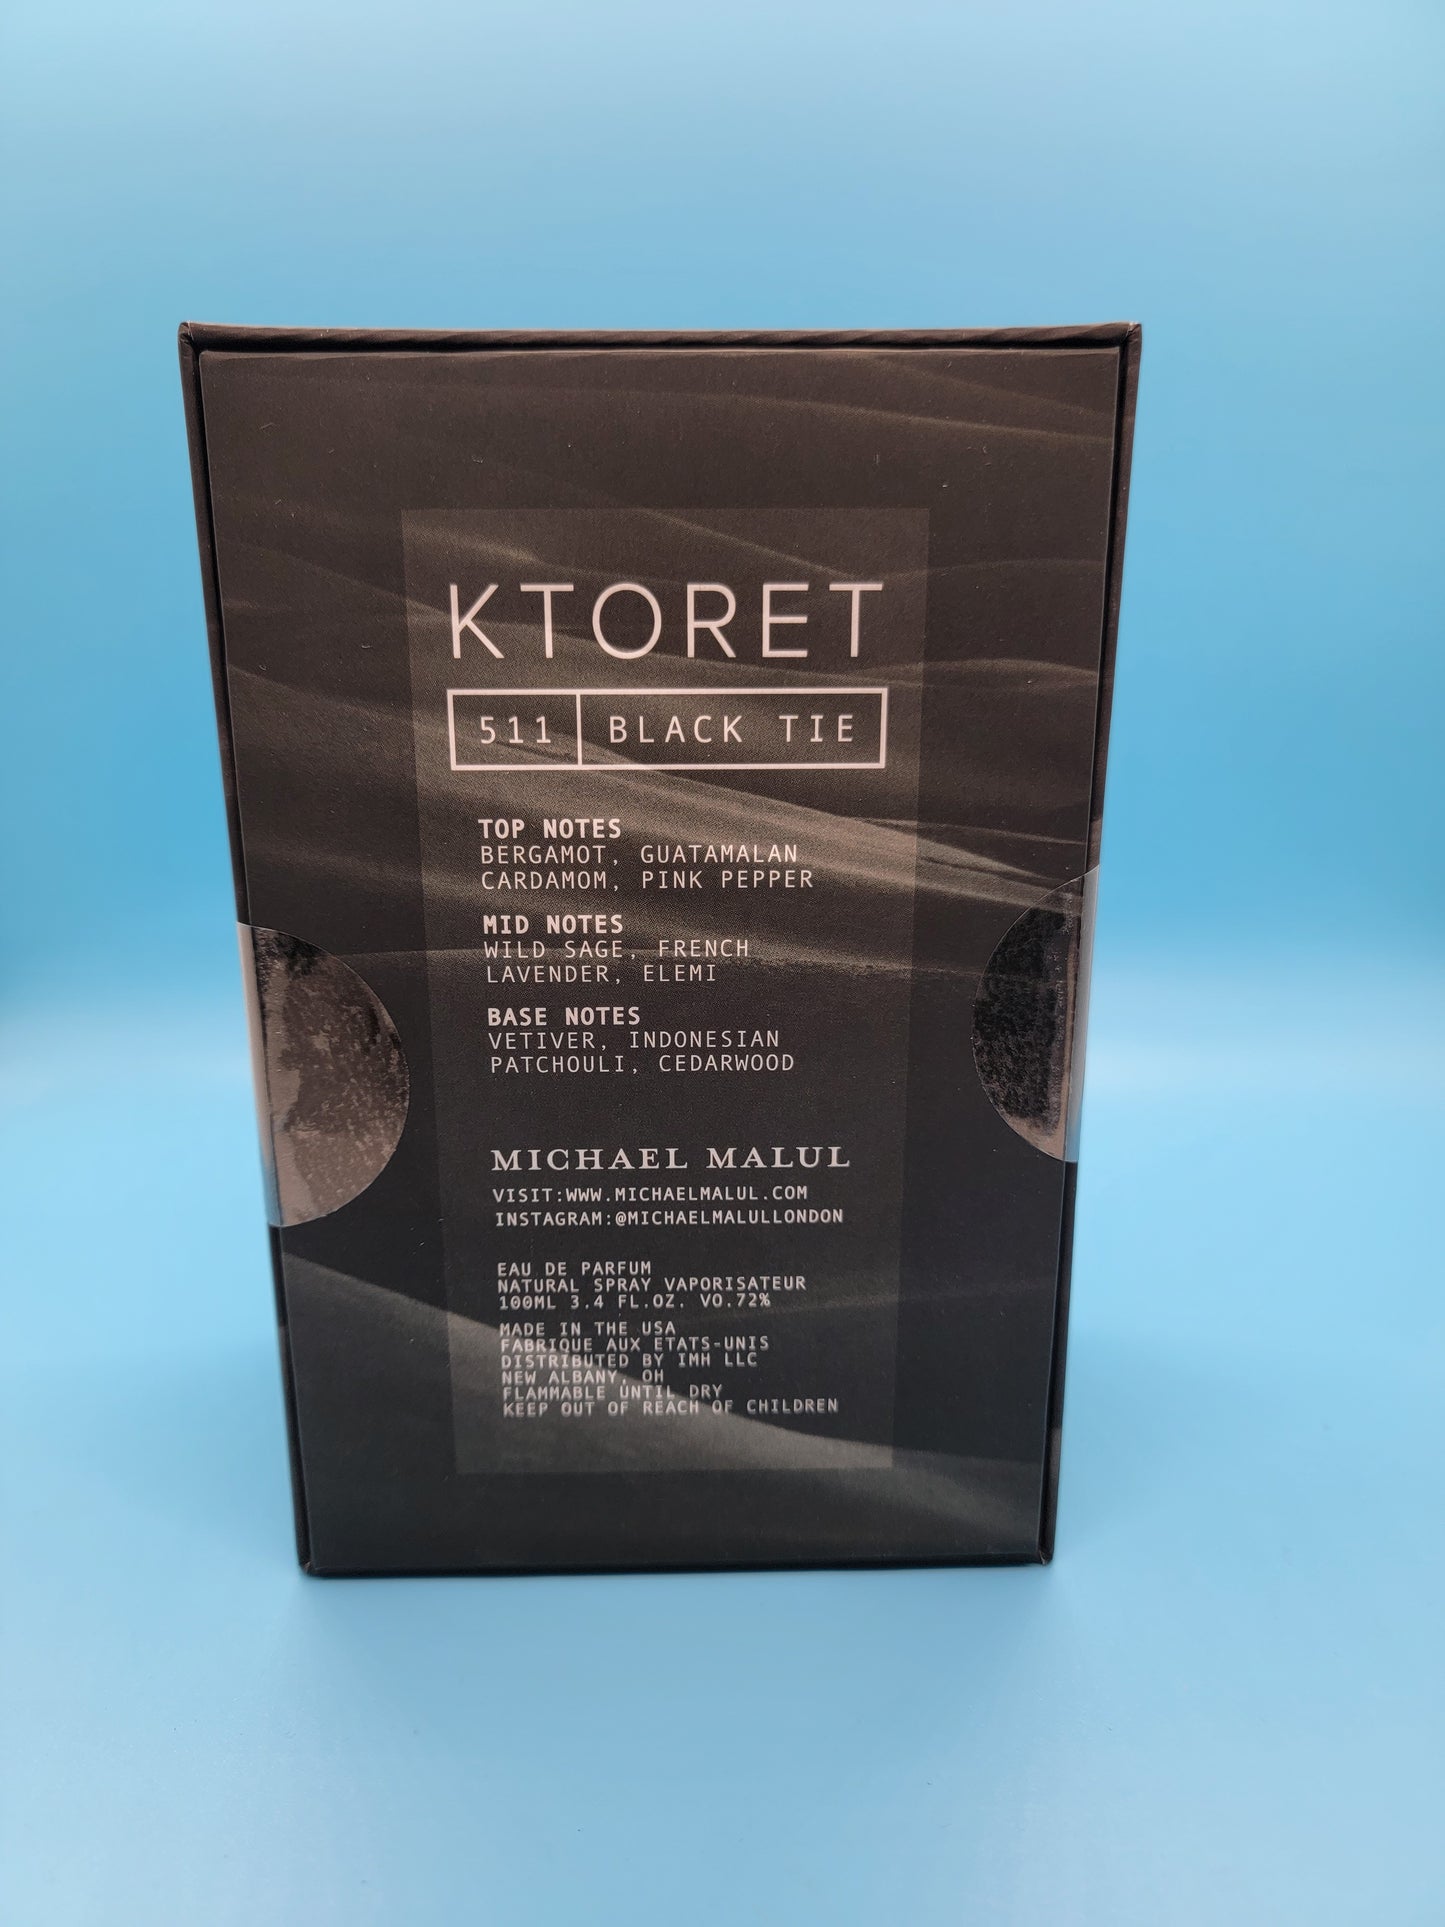 KTORET
511 BLACK TIE
TOP NOTES
BERGAMOT, GUATAMALAN
CARDAMOM, PINK PEPPER
MID NOTES
WILD SAGE, FRENCH
LAVENDER, ELEMI
BASE NOTES
VETIVER, INDONESIAN
PATCHOULI, CEDARWOOD
MICHAEL MALUL
VISIT:WWW.MICHAELMALUL.COM
INSTAGRAM:@MICHAELMALULLONDON
EAU DE PARFUM
NATURAL SPRAY VAPORISATEUR
100ML 3.4 FL.OZ. VO.72%
MADE IN THE USA
FABRIQUE AUX ETATS-UNIS
DISTRIBUTED BY IMH LLC
NEW ALBANY, OH
FLAMMABLE UNTIL DRY
KEEP OUT OF REACH OF CHILDREN